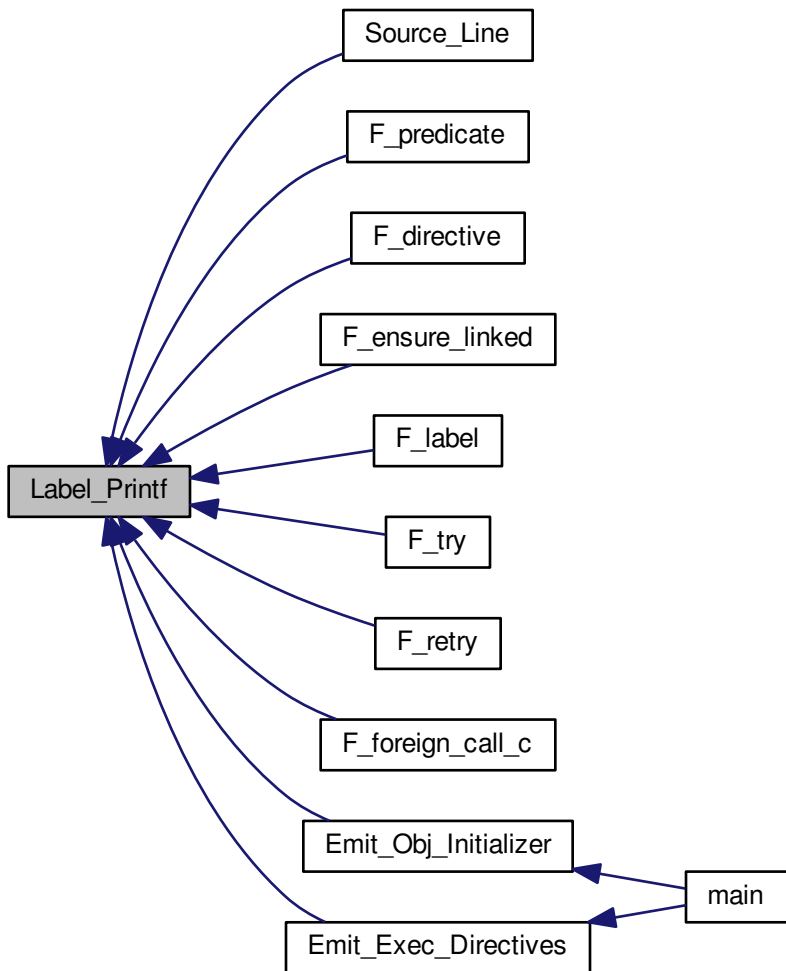 Source_Line
F_predicate
F_directive
F_ensure_linked
F_label
Label_Printf
F_try
F_retry
F_foreign_call_c
Emit_Obj_Initializer
main
Emit_Exec_Directives